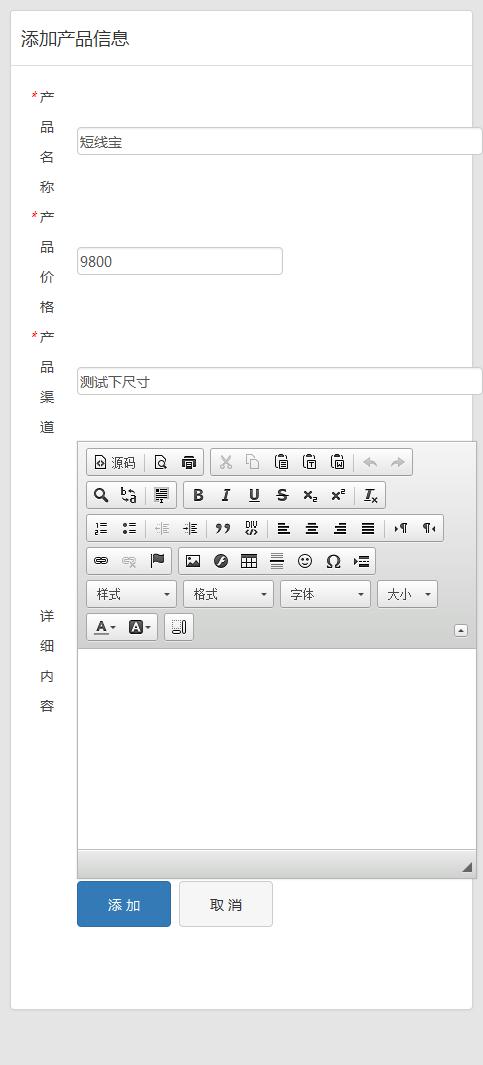 添加产品信息
*产品名称
短线宝
*产品价格
9800
*产品渠道
测试下尺寸
源码
样式 格式 字体 大小
详细内容
添 加 取 消